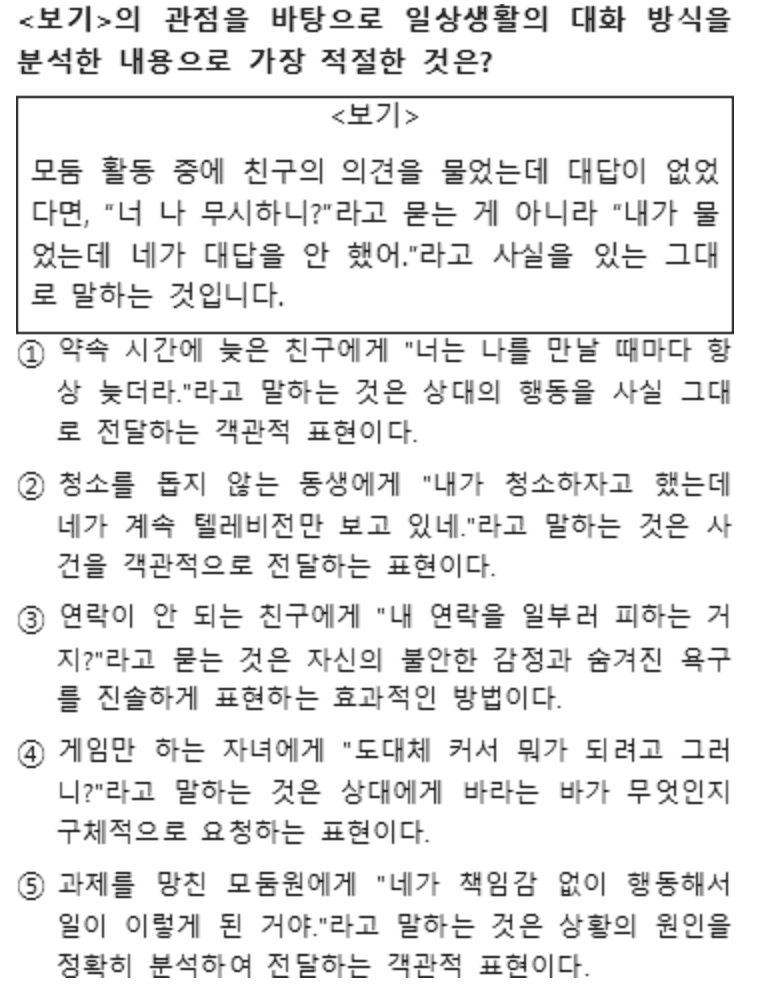 <보기>의 관점을 바탕으로 일상생활의 대화 방식을
분석한 내용으로 가장 적절한 것은?
<보기>
모둠 활동 중에 친구의 의견을 물었는데 대답이 없었
다면, “너 나 무시하니?”라고 묻는 게 아니라 “내가 물
었는데 네가 대답을 안 했어.”라고 사실을 있는 그대
로 말하는 것입니다.
① 약속 시간에 늦은 친구에게 "너는 나를 만날 때마다 항
상 늦더라."라고 말하는 것은 상대의 행동을 사실 그대
로 전달하는 객관적 표현이다.
② 청소를 돕지 않는 동생에게 "내가 청소하자고 했는데
네가 계속 텔레비전만 보고 있네."라고 말하는 것은 사
건을 객관적으로 전달하는 표현이다.
③ 연락이 안 되는 친구에게 "내 연락을 일부러 피하는 거
지?"라고 묻는 것은 자신의 불안한 감정과 숨겨진 욕구
를 진솔하게 표현하는 효과적인 방법이다.
④ 게임만 하는 자녀에게 "도대체 커서 뭐가 되려고 그러
니?"라고 말하는 것은 상대에게 바라는 바가 무엇인지
구체적으로 요청하는 표현이다.
⑤ 과제를 망친 모둠원에게 "네가 책임감 없이 행동해서
일이 이렇게 된 거야."라고 말하는 것은 상황의 원인을
정확히 분석하여 전달하는 객관적 표현이다.